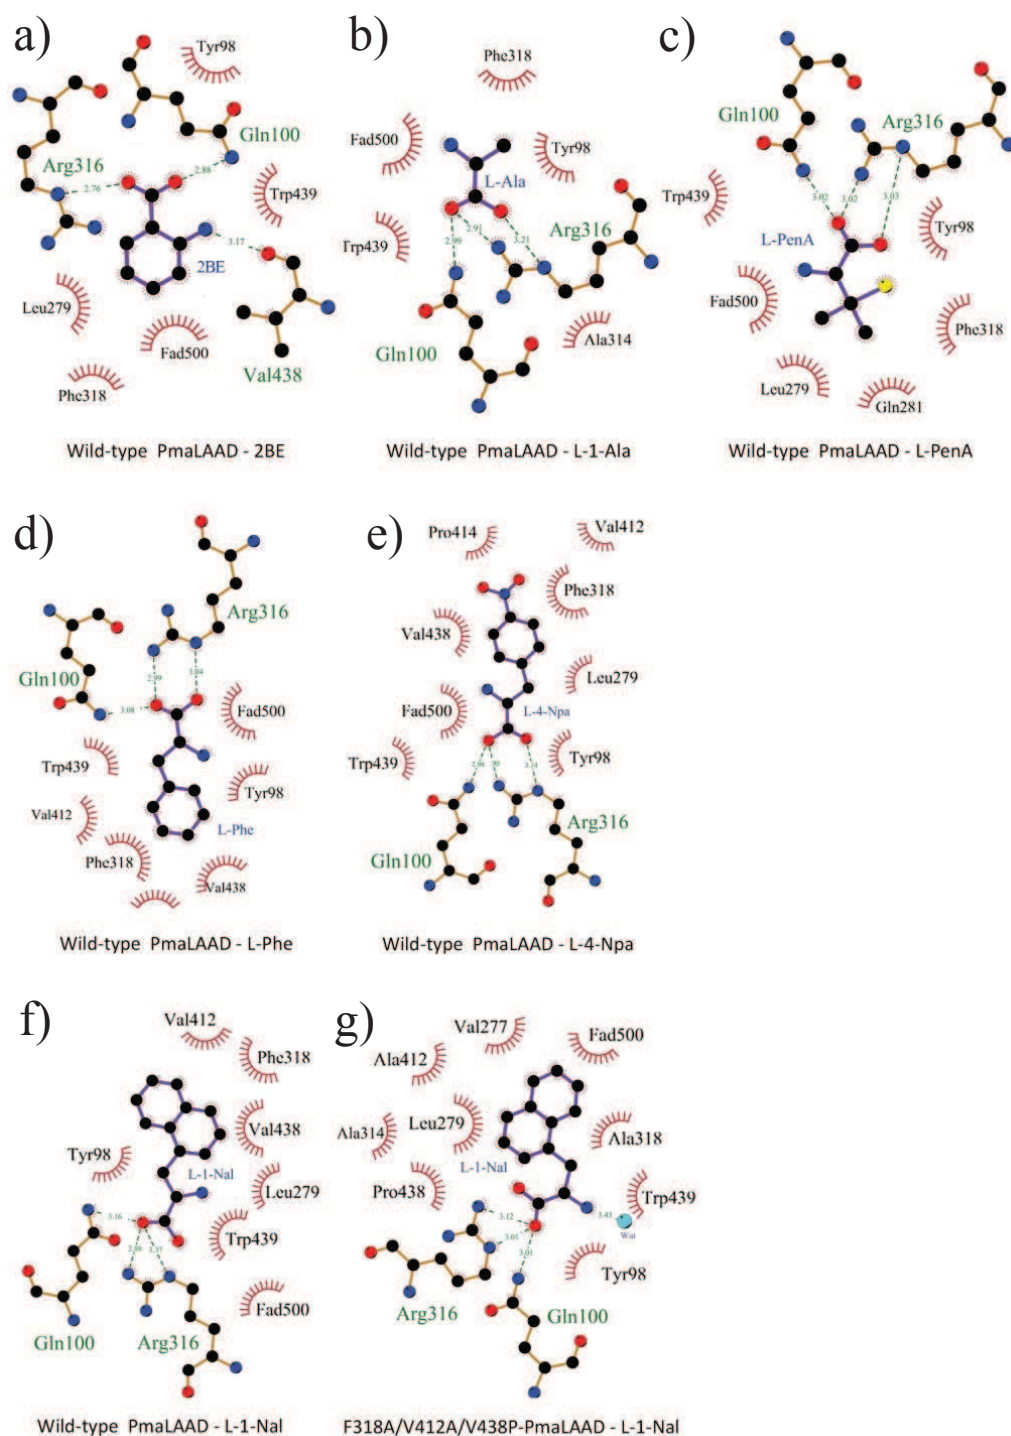 a)
Tyr98
Gln100
Arg316
2.76
2.88
Trp439
3.17
2BE
Leu279
Fad500
Val438
Phe318
Wild-type PmaLAAD - 2BE
b)
Phe318
Fad500
Tyr98
L-Ala
Trp439
2.99
2.91
3.21
Arg316
Ala314
Gln100
Wild-type PmaLAAD - L-1-Ala
c)
Gln100
Arg316
Trp439
3.02
3.02
3.03
Tyr98
L-PenA
Fad500
Phe318
Leu279
Gln281
Wild-type PmaLAAD - L-PenA
d)
Arg316
Gln100
2.99
3.04
3.08
Fad500
Trp439
Tyr98
Val412
L-Phe
Phe318
Val438
Wild-type PmaLAAD - L-Phe
e)
Pro414
Val412
Phe318
Val438
Leu279
Fad500
L-4-Npa
Trp439
Tyr98
3.14
Arg316
Gln100
Wild-type PmaLAAD - L-4-Npa
f)
Val412
Phe318
Val438
Tyr98
L-1-Nal
Leu279
3.16
Trp439
2.88
3.37
Fad500
Gln100
Arg316
Wild-type PmaLAAD - L-1-Nal
g)
Val277
Fad500
Ala412
Leu279
Ala314
Ala318
L-1-Nal
Pro438
Trp439
3.12
3.43
Wat
3.01
3.01
Tyr98
Arg316
Gln100
F318A/V412A/V438P-PmaLAAD - L-1-Nal